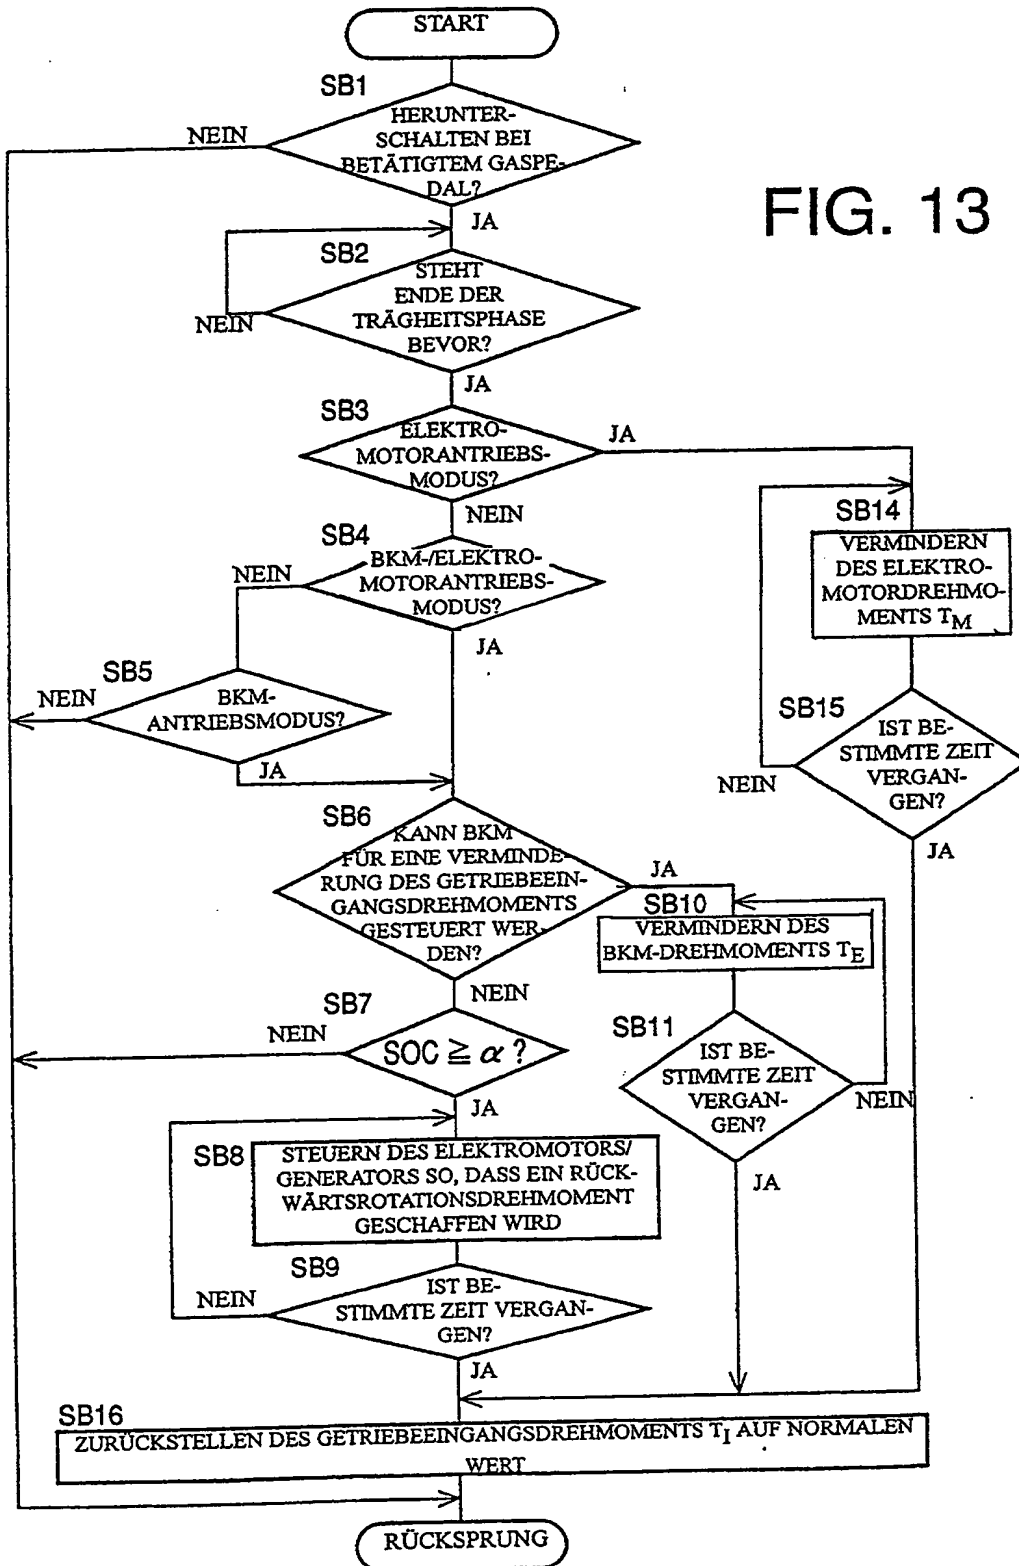 START
SB1
HERUNTER-
SCHALTEN BEI
BETÄTIGTEM GASPE-
DAL?
NEIN
JA
FIG. 13
SB2
STEHT
ENDE DER
TRÄGHEITSPHASE
BEVOR?
NEIN
JA
SB3
ELEKTRO-
MOTORANTRIEBS-
MODUS?
JA
NEIN
SB4
BKM-/ELEKTRO-
MOTORANTRIEBS-
MODUS?
NEIN
JA
SB14
VERMINDERN
DES ELEKTRO-
MOTORDREHMO-
MENTS TM
SB5
BKM-
ANTRIEBSMODUS?
NEIN
JA
SB15
IST BE-
STIMMTE ZEIT
VERGAN-
GEN?
NEIN
JA
SB6
KANN BKM
FÜR EINE VERMINDE-
RUNG DES GETRIEBEEIN-
GANGSDREHMOMENTS
GESTEUERT WER-
DEN?
JA
NEIN
SB10
VERMINDERN DES
BKM-DREHMOMENTS TE
SB7
SOC ≧ α ?
NEIN
JA
SB11
IST BE-
STIMMTE ZEIT
VERGAN-
GEN?
NEIN
JA
SB8
STEUERN DES ELEKTROMOTORS/
GENERATORS SO, DASS EIN RÜCK-
WÄRTSROTATIONSDREHMOMENT
GESCHAFFEN WIRD
SB9
IST BE-
STIMMTE ZEIT VERGAN-
GEN?
NEIN
JA
SB16
ZURÜCKSTELLEN DES GETRIEBEEINGANGSDREHMOMENTS TI AUF NORMALEN
WERT
RÜCKSPRUNG